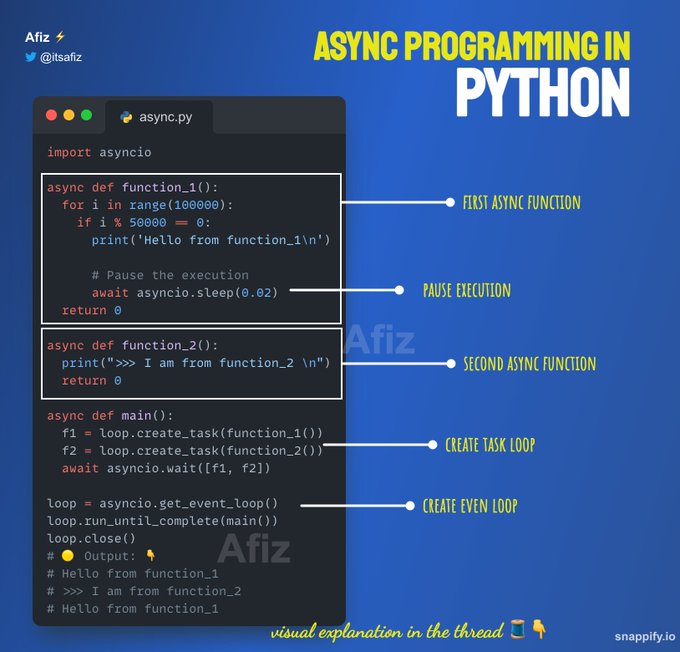 Afiz ⚡
@itsafiz
ASYNC PROGRAMMING IN
PYTHON
async.py
import asyncio
async def function_1():
  for i in range(100000):
    if i % 50000 == 0:
      print('Hello from function_1\n')
      # Pause the execution
      await asyncio.sleep(0.02)
  return 0
async def function_2():
  print(">>> I am from function_2 \n")
  return 0
async def main():
  f1 = loop.create_task(function_1())
  f2 = loop.create_task(function_2())
  await asyncio.wait([f1, f2])
loop = asyncio.get_event_loop()
loop.run_until_complete(main())
loop.close()
# 🟡 Output: 👇
# Hello from function_1
# >>> I am from function_2
# Hello from function_1
FIRST ASYNC FUNCTION
PAUSE EXECUTION
Afiz
SECOND ASYNC FUNCTION
CREATE TASK LOOP
CREATE EVEN LOOP
Afiz
visual explanation in the thread 🧵👇
snappify.io